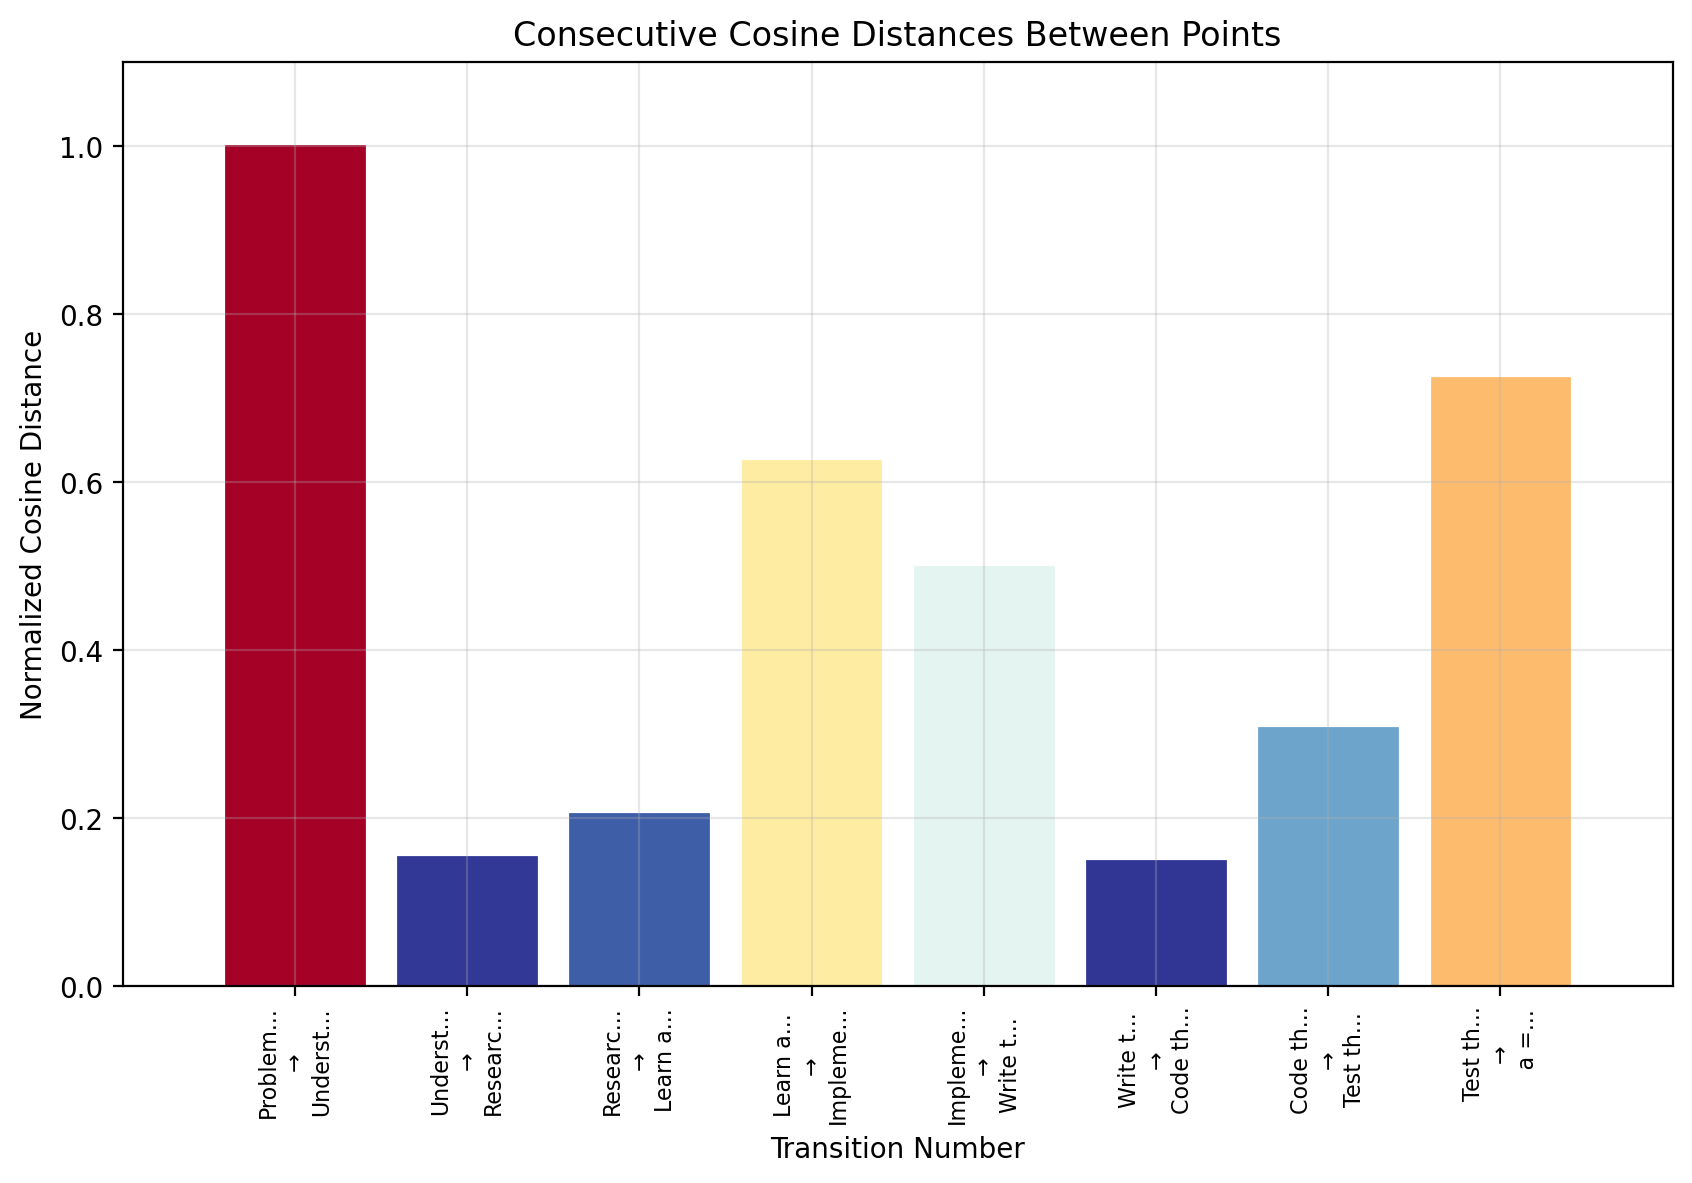 Consecutive Cosine Distances Between Points
Normalized Cosine Distance
1.0
0.8
0.6
0.4
0.2
0.0
Problem...
→
Underst...
Underst...
→
Researc...
Researc...
→
Learn a...
Learn a...
→
Impleme...
Impleme...
→
Write t...
Write t...
→
Code th...
Code th...
→
Test th...
Test th...
→
a =...
Transition Number